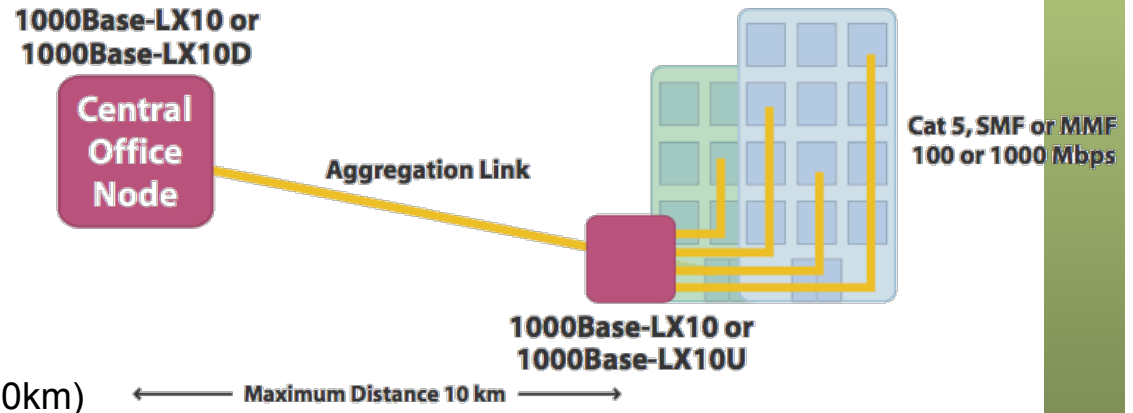 1000Base-LX10 or
1000Base-LX10D
Central
Office
Node
Aggregation Link
Cat 5, SMF or MMF
100 or 1000 Mbps
1000Base-LX10 or
1000Base-LX10U
0km)
Maximum Distance 10 km